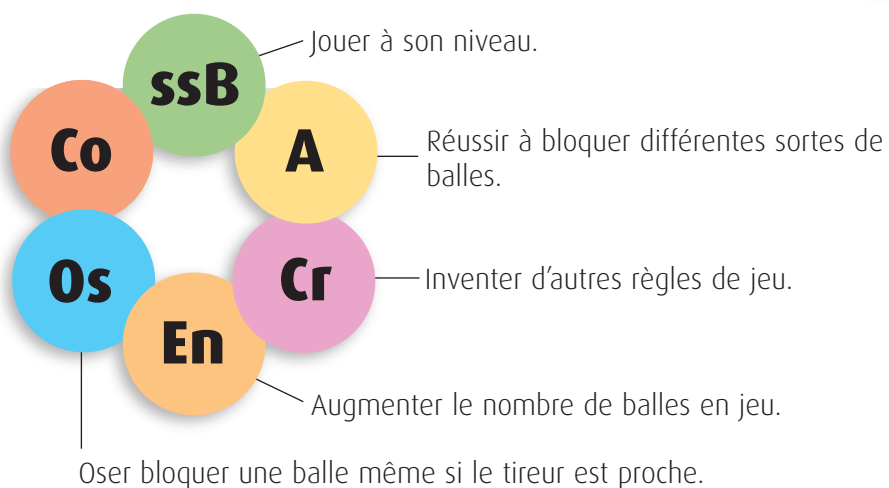 ssB
Jouer à son niveau.
Co
A
Réussir à bloquer différentes sortes de
balles.
Os
Cr
Inventer d'autres règles de jeu.
En
Augmenter le nombre de balles en jeu.
Oser bloquer une balle même si le tireur est proche.